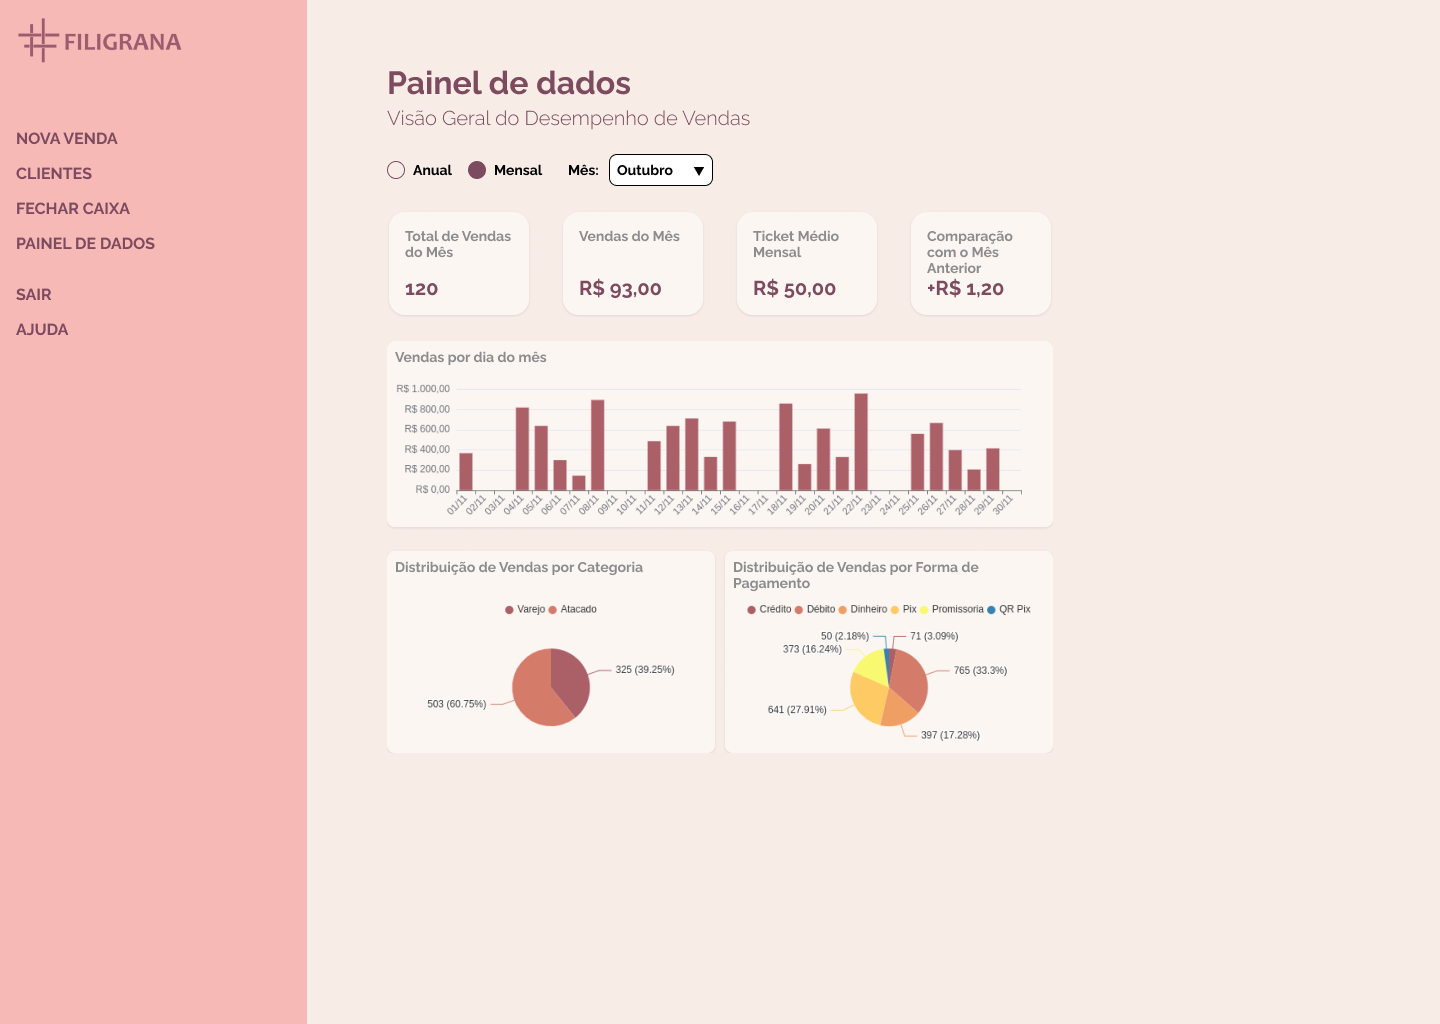 FILIGRANA
NOVA VENDA
CLIENTES
FECHAR CAIXA
PAINEL DE DADOS
SAIR
AJUDA
Painel de dados
Visão Geral do Desempenho de Vendas
Anual Mensal Mês: Outubro
Total de Vendas
do Mês
120
Vendas do Mês
R$ 93,00
Ticket Médio
Mensal
R$ 50,00
Comparação
com o Mês
Anterior
+R$ 1,20
Vendas por dia do mês
R$ 1.000,00
R$ 800,00
R$ 600,00
R$ 400,00
R$ 200,00
R$ 0,00
01/11 02/11 03/11 04/11 05/11 06/11 07/11 08/11 09/11 10/11 11/11 12/11 13/11 14/11 15/11 16/11 17/11 18/11 19/11 20/11 21/11 22/11 23/11 24/11 25/11 26/11 27/11 28/11 29/11 30/11
Distribuição de Vendas por Categoria
Varejo Atacado
325 (39.25%)
503 (60.75%)
Distribuição de Vendas por Forma de
Pagamento
Crédito Débito Dinheiro Pix Promissoria QR Pix
50 (2.18%) 71 (3.09%)
373 (16.24%)
765 (33.3%)
641 (27.91%)
397 (17.28%)